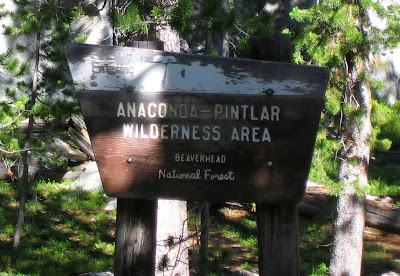 ANACONDA-PINTLAR
WILDERNESS AREA
BEAVERHEAD
National Forest